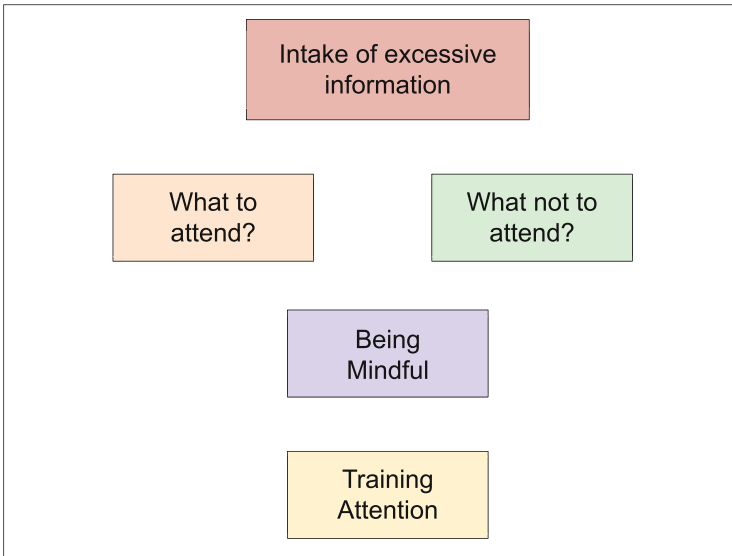 Intake of excessive
information
What to
attend?
What not to
attend?
Being
Mindful
Training
Attention